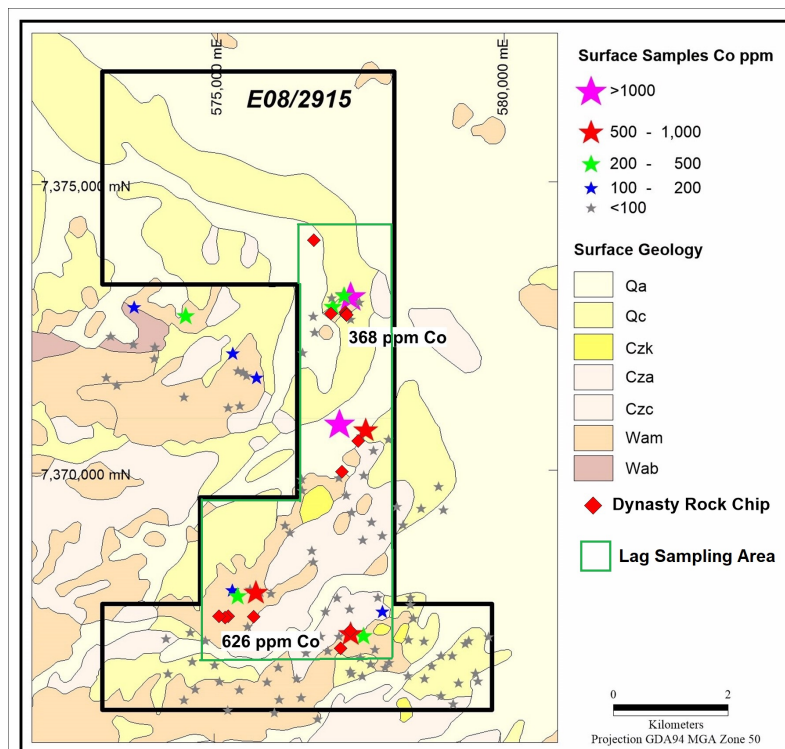 575,000 mE
580,000 mE
E08/2915
7,375,000 mN
368 ppm Co
7,370,000 mN
626 ppm Co
Surface Samples Co ppm
>1000
500 - 1,000
200 - 500
100 - 200
<100
Surface Geology
Qa
Qc
Czk
Cza
Czc
Wam
Wab
Dynasty Rock Chip
Lag Sampling Area
0 2
Kilometers
Projection GDA94 MGA Zone 50